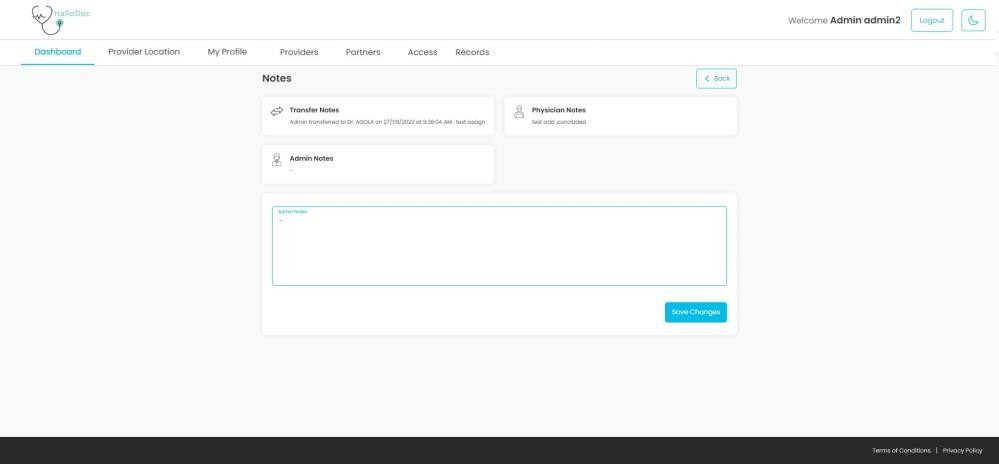 HalloDoc
Welcome Admin admin2
Logout
Dashboard Provider Location My Profile Providers Partners Access Records
Notes
Back
Transfer Notes
Admin transferred to Dr. AGOLA on 27/09/2023 at 9:38:04 AM : test assign
Physician Notes
test add ,concluded.
Admin Notes
-
Admin Notes
-
Save Changes
Terms of Conditions | Privacy Policy